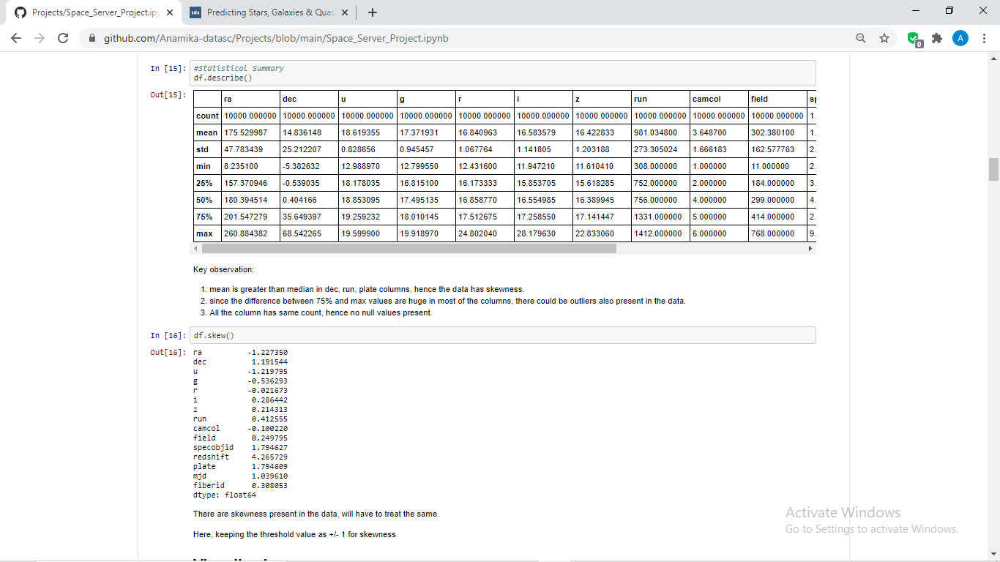 Projects/Space_Server_Project.ip
tds Predicting Stars, Galaxies & Quas
github.com/Anamika-datasc/Projects/blob/main/Space_Server_Project.ipynb
0
A
In [15]: #Statistical Summary
df.describe()
Out[15]:
ra dec u g r i z run camcol field
count 10000.000000 10000.000000 10000.000000 10000.000000 10000.000000 10000.000000 10000.000000 10000.000000 10000.000000 10000.000000 1.
mean 175.529987 14.836148 18.619355 17.371931 16.840963 16.583579 16.422833 981.034800 3.648700 302.380100 1.
std 47.783439 25.212207 0.828656 0.945457 1.067764 1.141805 1.203188 273.305024 1.666183 162.577763 2.
min 8.235100 -5.382632 12.988970 12.799550 12.431600 11.947210 11.610410 308.000000 1.000000 11.000000 2.
25% 157.370946 -0.539035 18.178035 16.815100 16.173333 15.853705 15.618285 752.000000 2.000000 184.000000 3.
50% 180.394514 0.404166 18.853095 17.495135 16.858770 16.554985 16.389945 756.000000 4.000000 299.000000 4.
75% 201.547279 35.649397 19.259232 18.010145 17.512675 17.258550 17.141447 1331.000000 5.000000 414.000000 2.
max 260.884382 68.542265 19.599900 19.918970 24.802040 28.179630 22.833060 1412.000000 6.000000 768.000000 9.
Key observation:
1. mean is greater than median in dec, run, plate columns, hence the data has skewness.
2. since the difference between 75% and max values are huge in most of the columns, there could be outliers also present in the data.
3. All the column has same count, hence no null values present.
In [16]: df.skew()
Out[16]: ra -1.227350
dec 1.191544
u -1.219795
g -0.536293
r -0.021673
i 0.286442
z 0.214313
run 0.412555
camcol -0.100220
field 0.249795
specobjid 1.794627
redshift 4.265729
plate 1.794609
mjd 1.039610
fiberid 0.308053
dtype: float64
There are skewness present in the data, will have to treat the same.
Here, keeping the threshold value as +/- 1 for skewness
Activate Windows
Go to Settings to activate Windows.